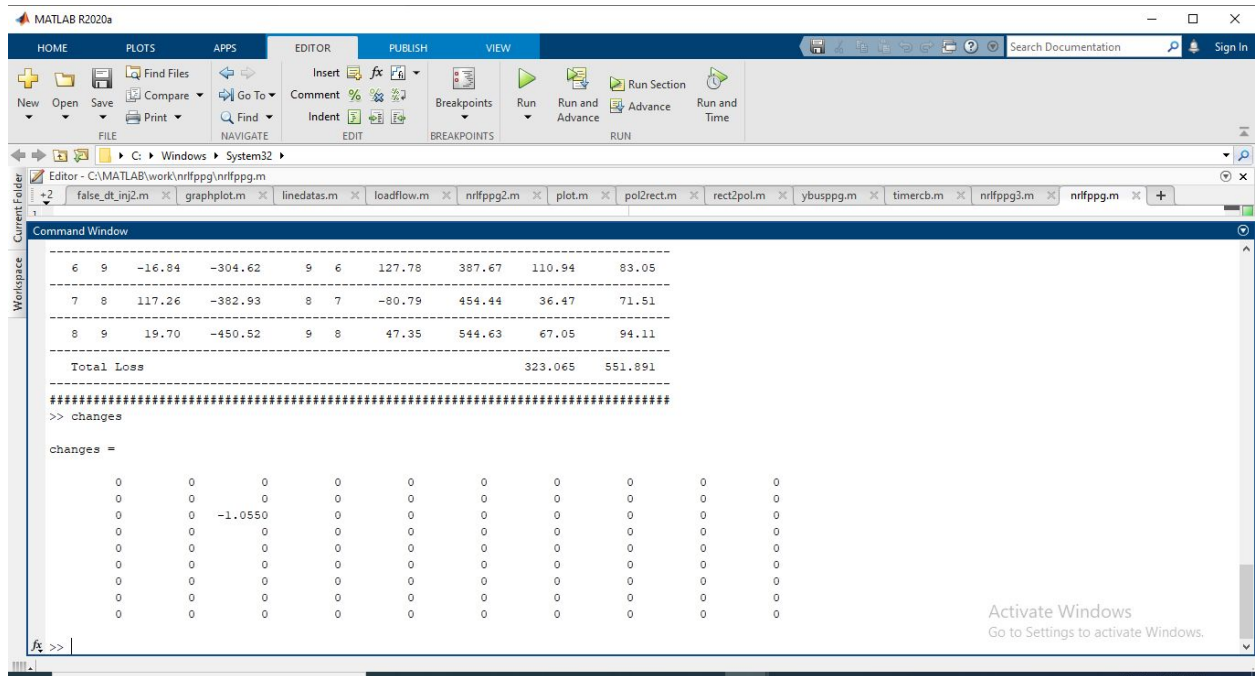 MATLAB R2020a
HOME PLOTS APPS EDITOR PUBLISH VIEW Search Documentation Sign In
New Open Save Find Files Compare Print Go To Find Insert fx Comment % Indent Breakpoints Run Run and Advance Run Section Advance Run and Time
FILE NAVIGATE EDIT BREAKPOINTS RUN
C: Windows System32
Editor - C:\MATLAB\work\nrlfppg\nrlfppg.m
+2 false_dt_inj2.m graphplot.m linedatas.m loadflow.m nrlfppg2.m plot.m pol2rect.m rect2pol.m ybusppg.m timercb.m nrlfppg3.m nrlfppg.m +
1
Current Folder
Workspace
Command Window
-------------------------------------------------------------------------------------
6 9 -16.84 -304.62 9 6 127.78 387.67 110.94 83.05
-------------------------------------------------------------------------------------
7 8 117.26 -382.93 8 7 -80.79 454.44 36.47 71.51
-------------------------------------------------------------------------------------
8 9 19.70 -450.52 9 8 47.35 544.63 67.05 94.11
-------------------------------------------------------------------------------------
Total Loss 323.065 551.891
-------------------------------------------------------------------------------------
#####################################################################################
>> changes
changes =
0 0 0 0 0 0 0 0 0 0
0 0 0 0 0 0 0 0 0 0
0 0 -1.0550 0 0 0 0 0 0 0
0 0 0 0 0 0 0 0 0 0
0 0 0 0 0 0 0 0 0 0
0 0 0 0 0 0 0 0 0 0
0 0 0 0 0 0 0 0 0 0
0 0 0 0 0 0 0 0 0 0
0 0 0 0 0 0 0 0 0 0
Activate Windows
Go to Settings to activate Windows.
fx >>